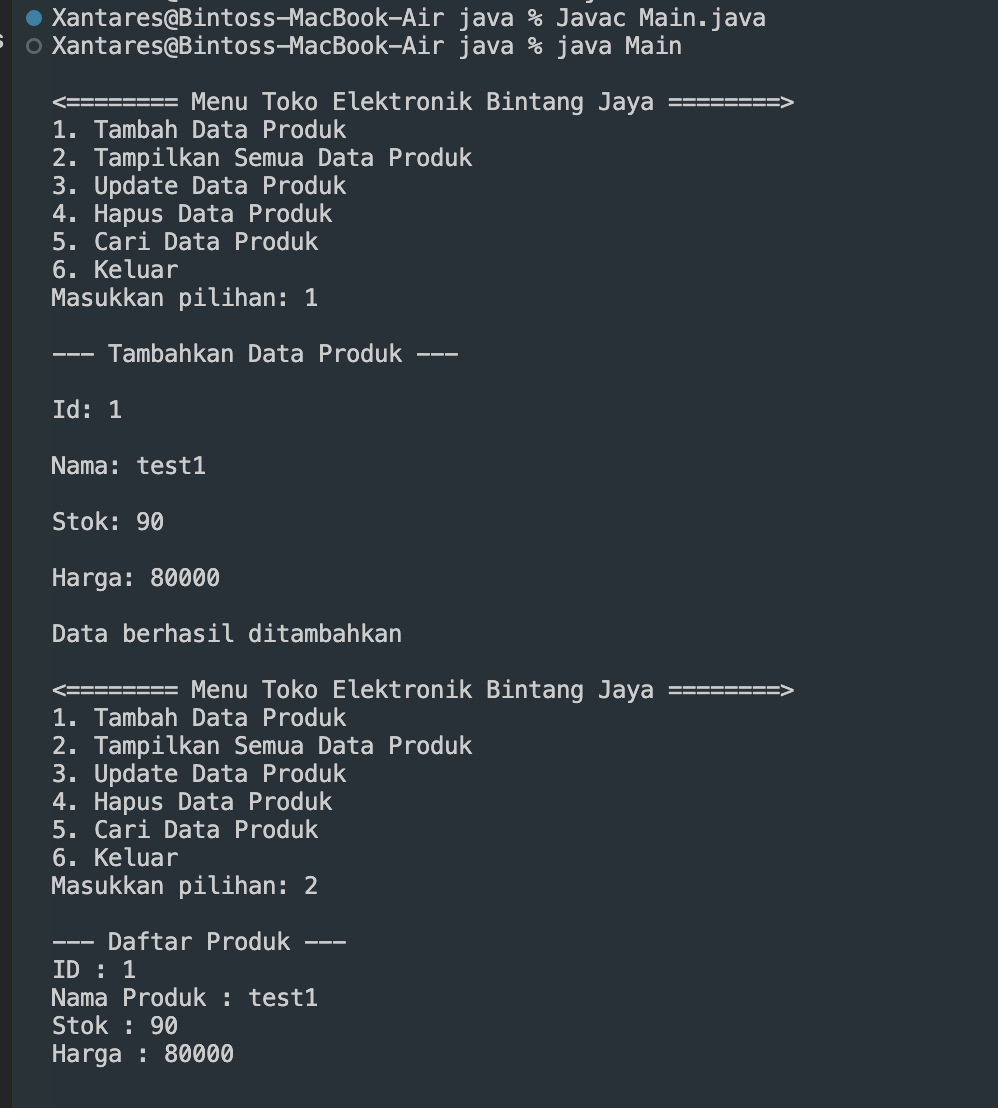 Xantares@Bintoss-MacBook-Air java % Javac Main.java
Xantares@Bintoss-MacBook-Air java % java Main
<======== Menu Toko Elektronik Bintang Jaya ========>
1. Tambah Data Produk
2. Tampilkan Semua Data Produk
3. Update Data Produk
4. Hapus Data Produk
5. Cari Data Produk
6. Keluar
Masukkan pilihan: 1
--- Tambahkan Data Produk ---
Id: 1
Nama: test1
Stok: 90
Harga: 80000
Data berhasil ditambahkan
<======== Menu Toko Elektronik Bintang Jaya ========>
1. Tambah Data Produk
2. Tampilkan Semua Data Produk
3. Update Data Produk
4. Hapus Data Produk
5. Cari Data Produk
6. Keluar
Masukkan pilihan: 2
--- Daftar Produk ---
ID : 1
Nama Produk : test1
Stok : 90
Harga : 80000